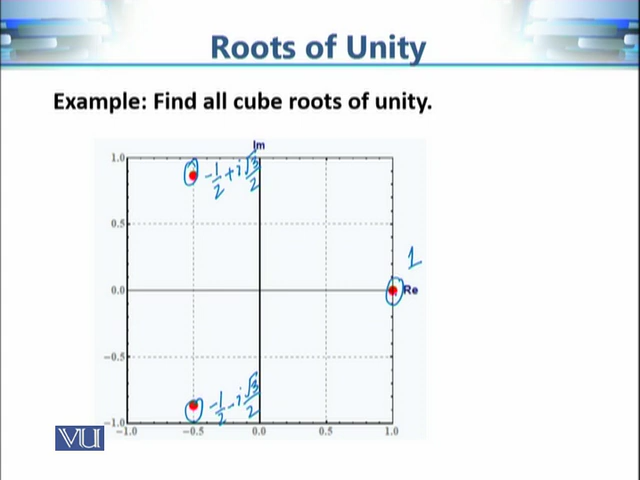 Roots of Unity
Example: Find all cube roots of unity.
Im
1.0
-1/2 + i √3/2
0.5
1
0.0
Re
−0.5
-1/2 - i √3/2
−1.0
−1.0 −0.5 0.0 0.5 1.0
VU